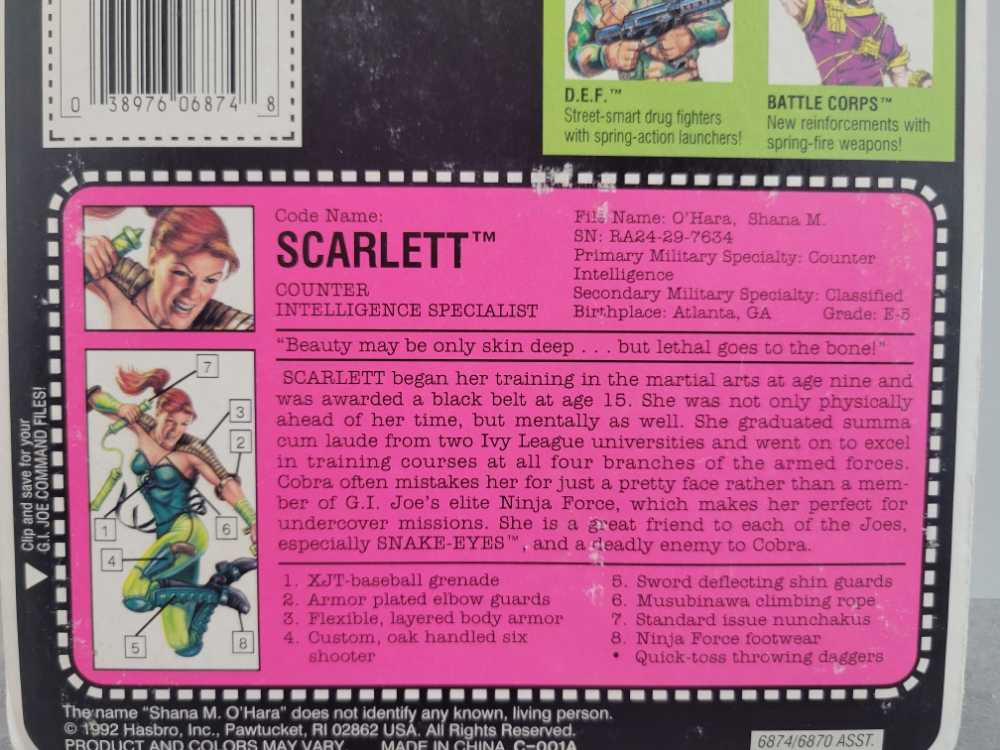 0 38976 06874 8
D.E.F.™
Street-smart drug fighters
with spring-action launchers!
BATTLE CORPS™
New reinforcements with
spring-fire weapons!
Clip and save for your
G.I. JOE COMMAND FILES!
Code Name:
SCARLETT™
COUNTER
INTELLIGENCE SPECIALIST
File Name: O'Hara, Shana M.
SN: RA24-29-7634
Primary Military Specialty: Counter
Intelligence
Secondary Military Specialty: Classified
Birthplace: Atlanta, GA Grade: E-5
"Beauty may be only skin deep . . . but lethal goes to the bone!"
SCARLETT began her training in the martial arts at age nine and
was awarded a black belt at age 15. She was not only physically
ahead of her time, but mentally as well. She graduated summa
cum laude from two Ivy League universities and went on to excel
in training courses at all four branches of the armed forces.
Cobra often mistakes her for just a pretty face rather than a mem-
ber of G.I. Joe's elite Ninja Force, which makes her perfect for
undercover missions. She is a great friend to each of the Joes,
especially SNAKE-EYES™, and a deadly enemy to Cobra.
7
3
2
1
6
4
5
8
1. XJT-baseball grenade
2. Armor plated elbow guards
3. Flexible, layered body armor
4. Custom, oak handled six
shooter
5. Sword deflecting shin guards
6. Musubinawa climbing rope
7. Standard issue nunchakus
8. Ninja Force footwear
• Quick-toss throwing daggers
The name "Shana M. O'Hara" does not identify any known, living person.
© 1992 Hasbro, Inc., Pawtucket, RI 02862 USA. All Rights Reserved.
PRODUCT AND COLORS MAY VARY. MADE IN CHINA C-001A
6874/6870 ASST.